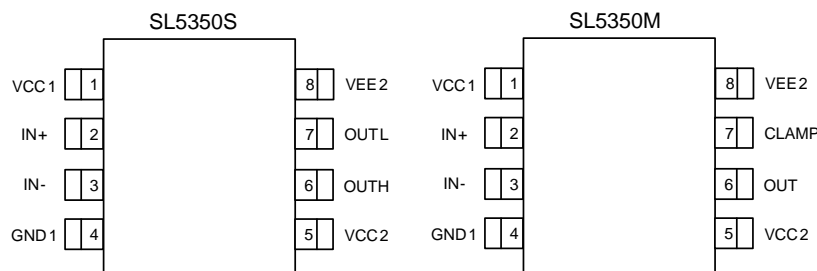 SL5350S
VCC1 1 8 VEE2
IN+ 2 7 OUTL
IN- 3 6 OUTH
GND1 4 5 VCC2
SL5350M
VCC1 1 8 VEE2
IN+ 2 7 CLAMP
IN- 3 6 OUT
GND1 4 5 VCC2